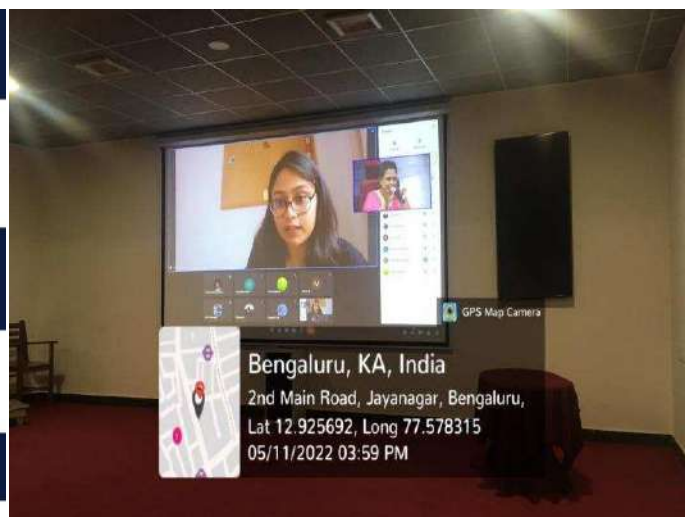 GPS Map Camera
Bengaluru, KA, India
2nd Main Road, Jayanagar, Bengaluru,
Lat 12.925692, Long 77.578315
05/11/2022 03:59 PM